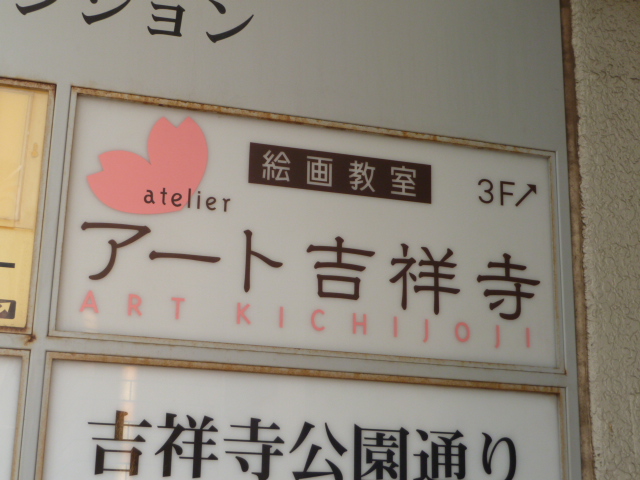 ンション
絵画教室
3F↗
atelier
アート吉祥寺
ART KICHIJOJI
吉祥寺公園通り